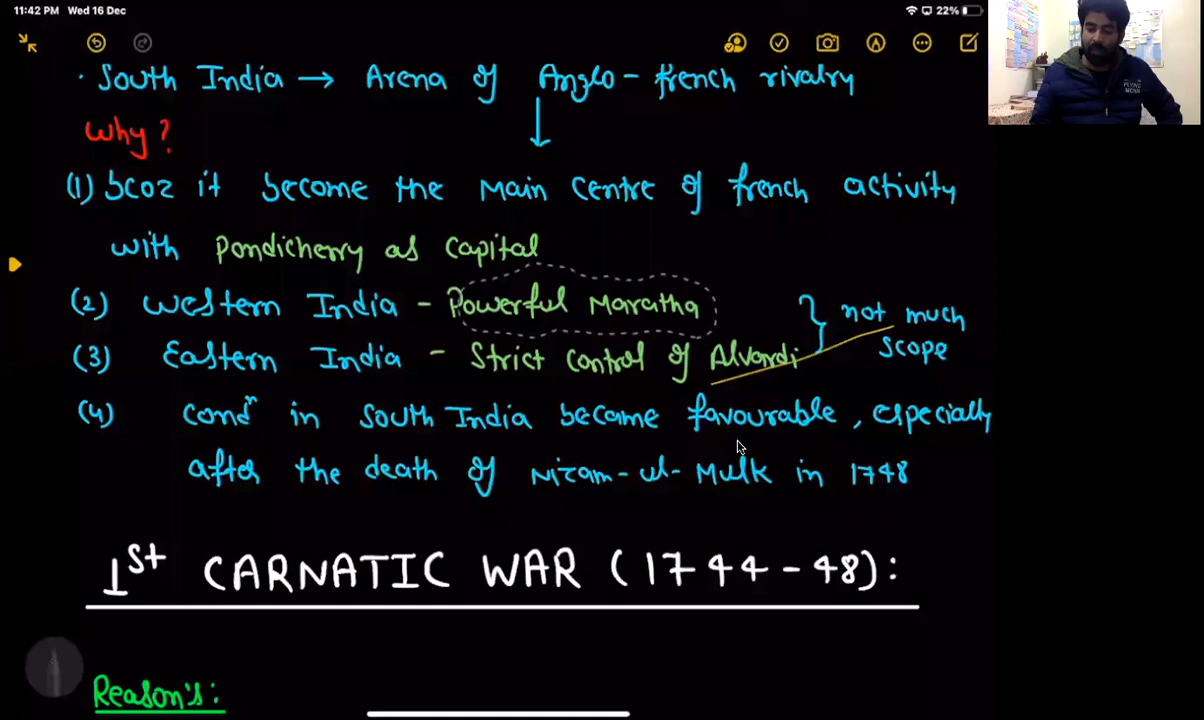 11:42 PM Wed 16 Dec
22%
· South India → Arena of Anglo - french rivalry
Why?
(1) bcoz it become the main centre of french activity
with Pondicherry as capital
(2) Western India - Powerful Maratha
(3) Eastern India - Strict control of Alvardi
} not much
scope
(4) condn in South India became favourable, especially
after the death of Nizam-ul-Mulk in 1748
1st CARNATIC WAR (1744-48):
Reason's: